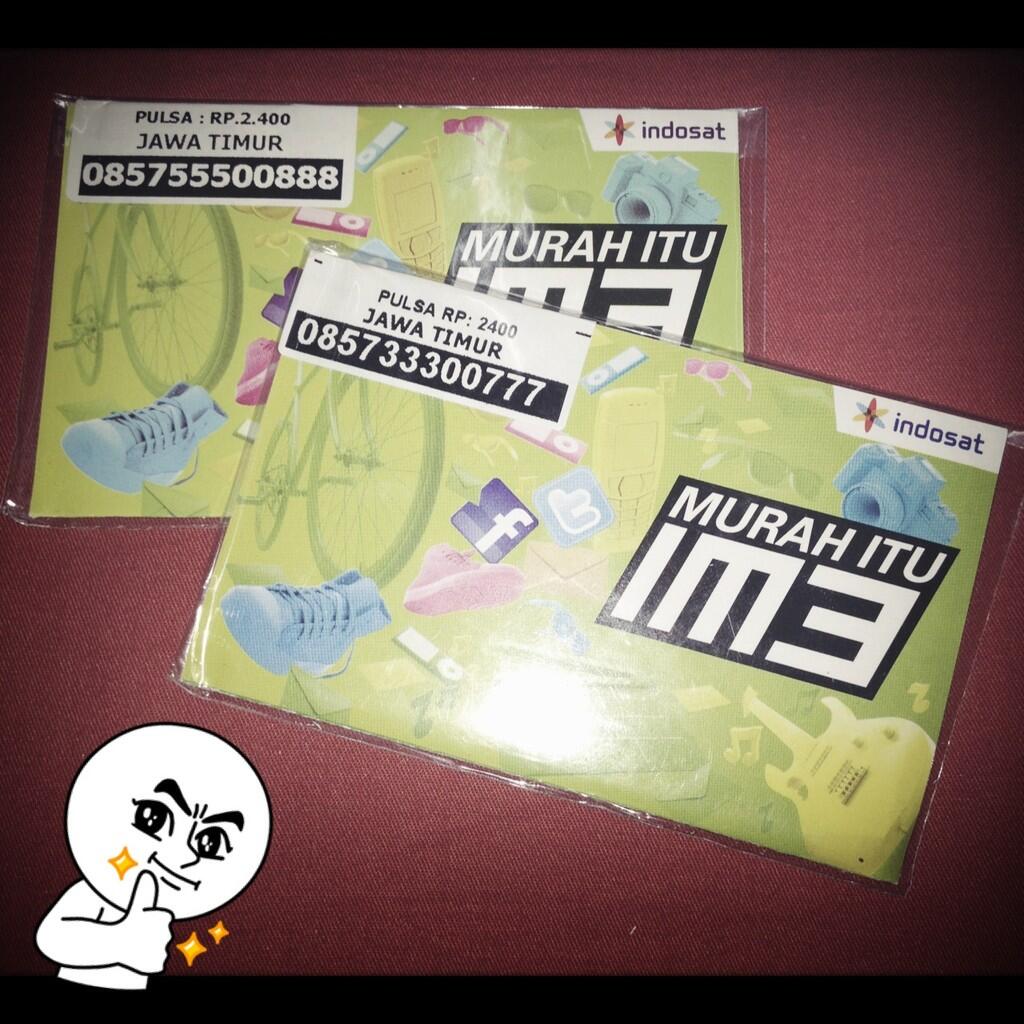 PULSA : RP.2.400
JAWA TIMUR
085755500888
indosat
MURAH ITU
IM3
PULSA RP: 2400
JAWA TIMUR
085733300777
indosat
f
MURAH ITU
IM3